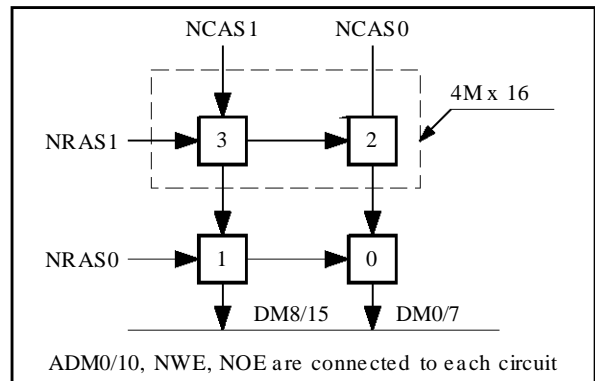 NCAS1 NCAS0
4M x 16
NRAS1 3 2
NRAS0 1 0
DM8/15 DM0/7
ADM0/10, NWE, NOE are connected to each circuit